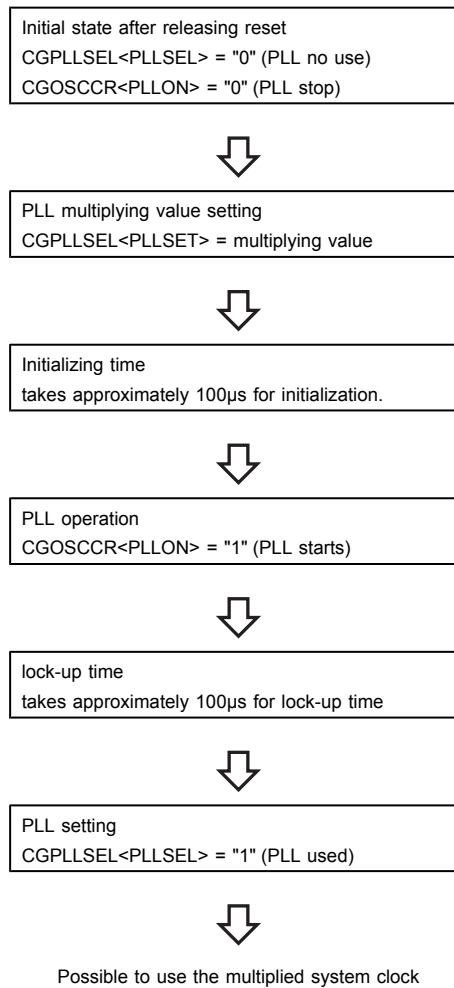 Initial state after releasing reset
CGPLLSEL<PLLSEL> = "0" (PLL no use)
CGOSCCR<PLLON> = "0" (PLL stop)
PLL multiplying value setting
CGPLLSEL<PLLSET> = multiplying value
Initializing time
takes approximately 100μs for initialization.
PLL operation
CGOSCCR<PLLON> = "1" (PLL starts)
lock-up time
takes approximately 100μs for lock-up time
PLL setting
CGPLLSEL<PLLSEL> = "1" (PLL used)
Possible to use the multiplied system clock